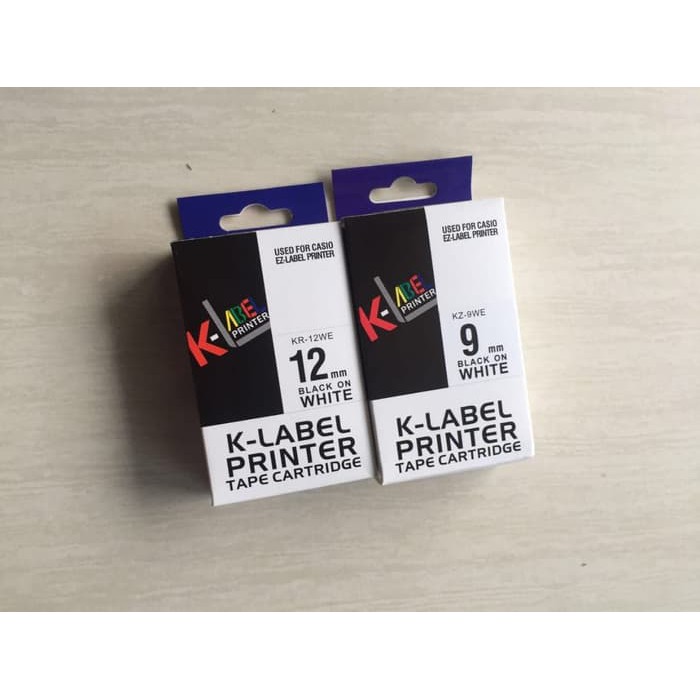 USED FOR CASIO
EZ-LABEL PRINTER
K-LABEL
PRINTER
KR-12WE
12 mm
BLACK ON
WHITE
K-LABEL
PRINTER
TAPE CARTRIDGE
USED FOR CASIO
EZ-LABEL PRINTER
K-LABEL
PRINTER
KZ-9WE
9 mm
BLACK ON
WHITE
K-LABEL
PRINTER
TAPE CARTRIDGE